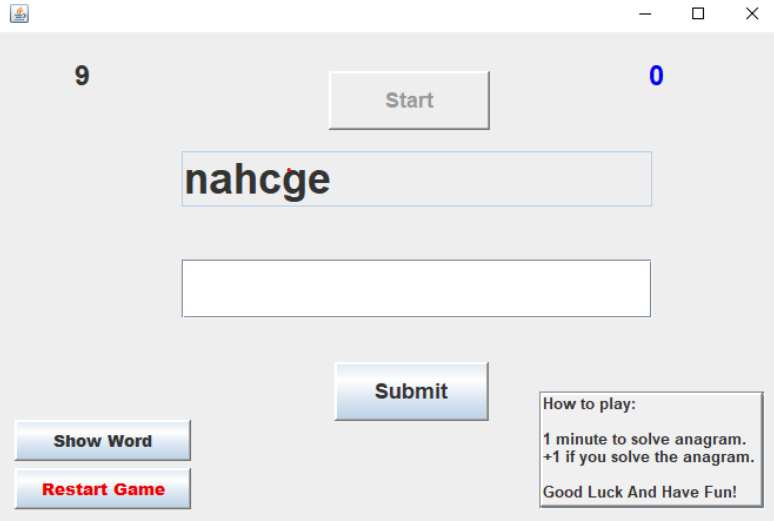 9
0
Start
nahcge
Submit
Show Word
Restart Game
How to play:
1 minute to solve anagram.
+1 if you solve the anagram.
Good Luck And Have Fun!